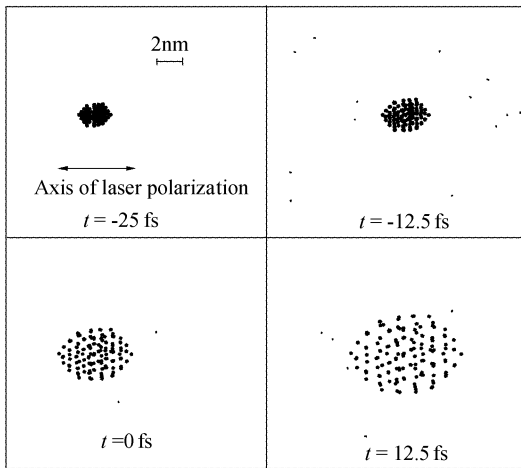 2nm
Axis of laser polarization
t = -25 fs
t = -12.5 fs
t =0 fs
t = 12.5 fs